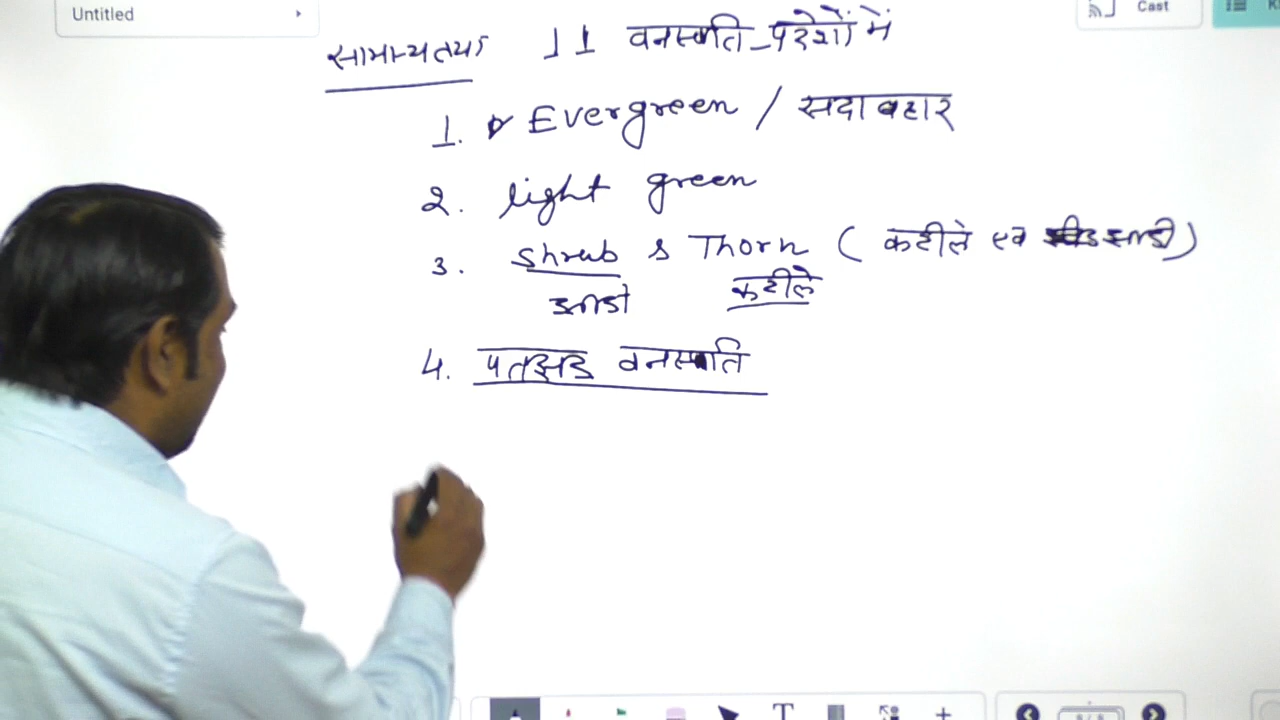 Untitled
Cast
सामान्यतया 11 वनस्पति-प्रदेशों में
1. Evergreen / सदाबहार
2. light green
3. Shrub & Thorn ( कटीले एव झाडी )
झाडी कटीले
4. पतझड वनस्पति
T